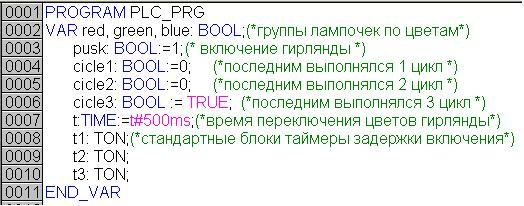 0001 PROGRAM PLC_PRG
0002 VAR red, green, blue: BOOL;(*группы лампочек по цветам*)
0003 pusk: BOOL:=1;(* включение гирлянды *)
0004 cicle1: BOOL:=0; (*последним выполнялся 1 цикл *)
0005 cicle2: BOOL:=0; (*последним выполнялся 2 цикл *)
0006 cicle3: BOOL := TRUE; (*последним выполнялся 3 цикл *)
0007 t:TIME:=t#500ms;(*время переключения цветов гирлянды*)
0008 t1: TON;(*стандартные блоки таймеры задержки включения*)
0009 t2: TON;
0010 t3: TON;
0011 END_VAR